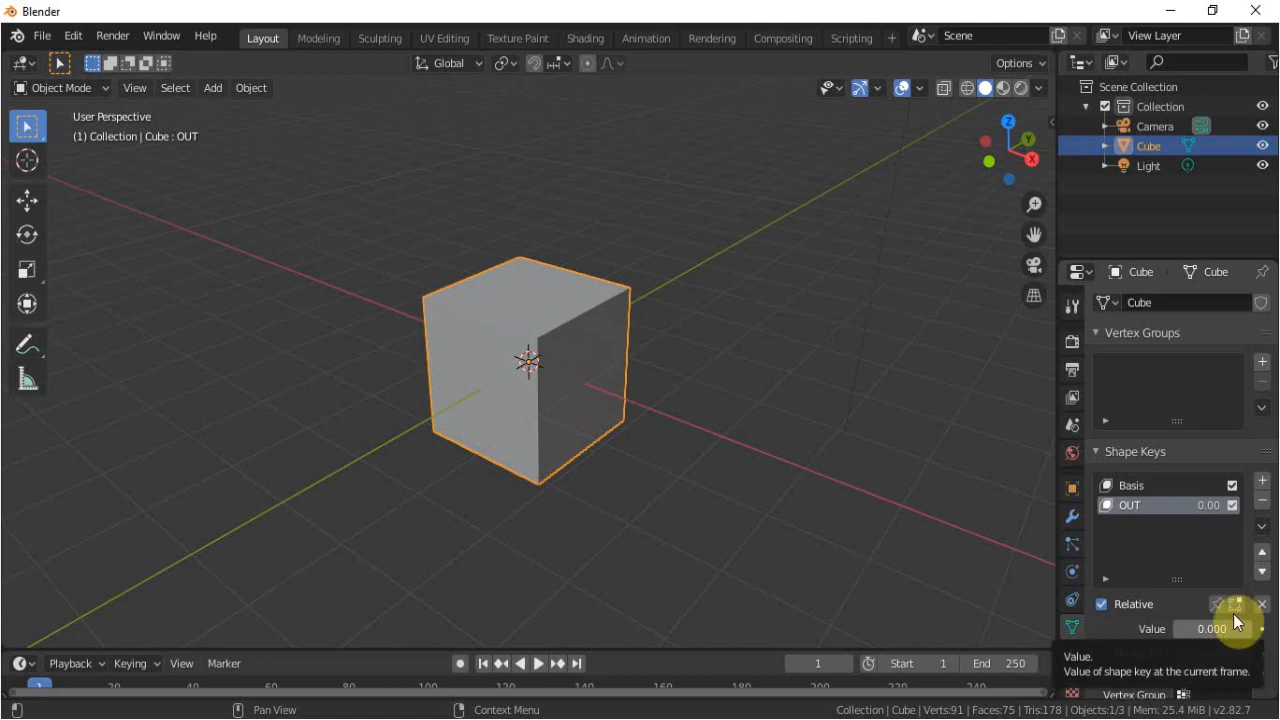 Blender
File Edit Render Window Help Layout Modeling Sculpting UV Editing Texture Paint Shading Animation Rendering Compositing Scripting + Scene View Layer
Global Options
Object Mode View Select Add Object
User Perspective
(1) Collection | Cube : OUT
Z
Y
X
Scene Collection
Collection
Camera
Cube
Light
Cube Cube
Cube
Vertex Groups
Shape Keys
Basis
OUT 0.00
Relative
Value 0.000
Value.
Value of shape key at the current frame.
Vertex Group
Playback Keying View Marker 1 Start 1 End 250
1 20 40 60 80 100 120 140 160 180 200 220 240
Pan View Context Menu Collection | Cube | Verts:91 | Faces:75 | Tris:178 | Objects:1/3 | Mem: 25.4 MiB | v2.82.7